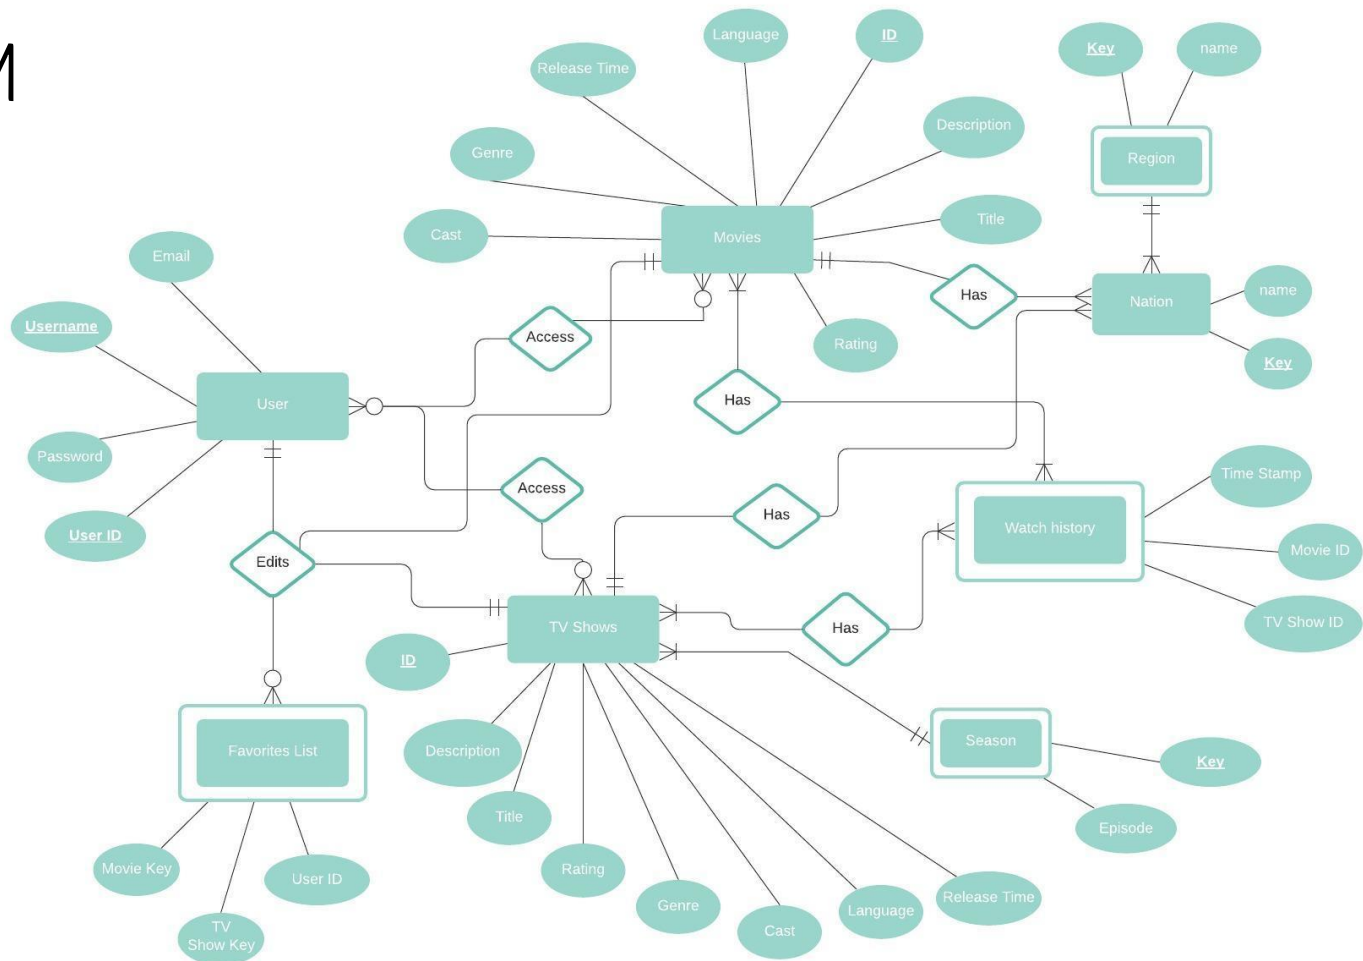 M
Language
ID
Key
name
Release Time
Description
Genre
Region
Title
Cast
Movies
Email
Has
Nation
name
Username
Access
Rating
Key
User
Has
Password
Access
Time Stamp
User ID
Has
Watch history
Movie ID
Edits
TV Shows
Has
TV Show ID
ID
Favorites List
Description
Season
Key
Title
Episode
Movie Key
User ID
Rating
Genre
Cast
Language
Release Time
TV
Show Key